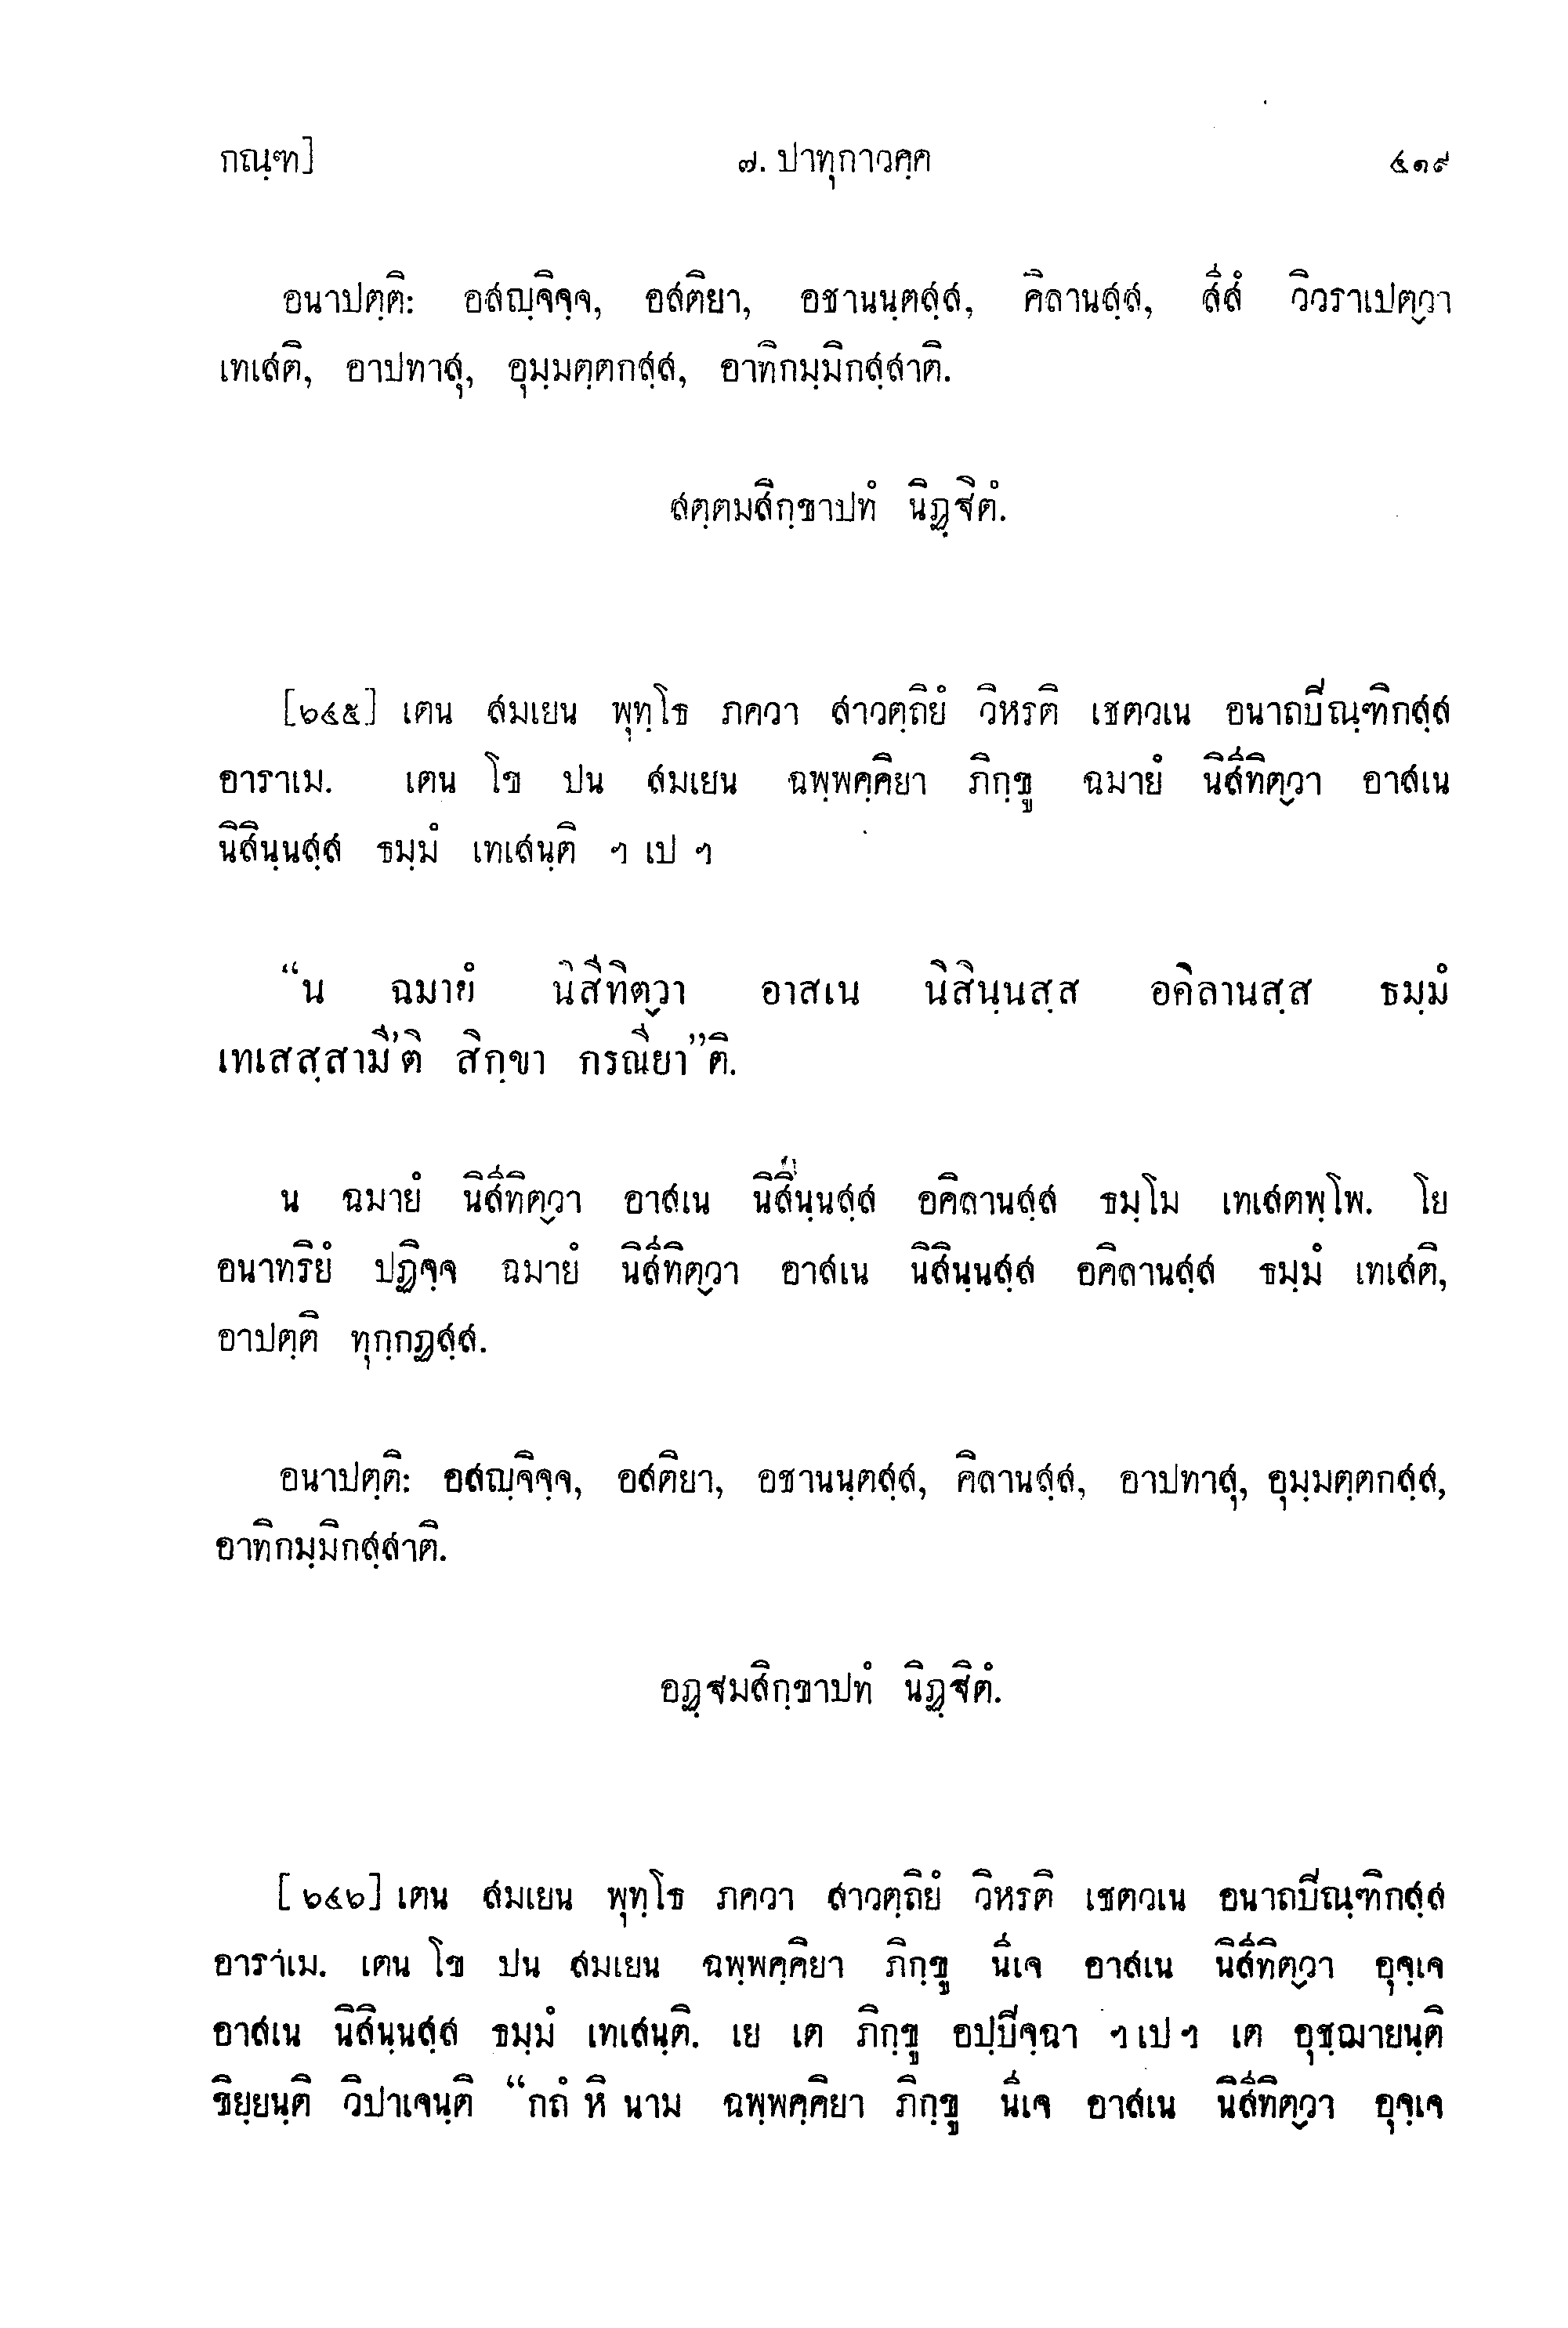 กณฺฑ] ๗. ปาทุกาวคฺค ๕๑๙
อนาปตฺติ: อสญฺจิจฺจ, อสติยา, อชานนฺตสฺส, คิลานสฺส, สีสํ วิวราเปตฺวา
เทเสติ, อาปทาสุ, อุมฺมตฺตกสฺส, อาทิกมฺมิกสฺสาติ.
สตฺตมสิกฺขาปทํ นิฏฺฐิตํ.
[๖๔๕] เตน สมเยน พุทฺโธ ภควา สาวตฺถิยํ วิหรติ เชตวเน อนาถปิณฺฑิกสฺส
อาราเม. เตน โข ปน สมเยน ฉพฺพคฺคิยา ภิกฺขู ฉมายํ นิสีทิตฺวา อาสเน
นิสินฺนสฺส ธมฺมํ เทเสนฺติ ฯ เป ฯ
“น ฉมายํ นิสีทิตฺวา อาสเน นิสินฺนสฺส อคิลานสฺส ธมฺมํ
เทเสสฺสามี’ติ สิกฺขา กรณียา”ติ.
น ฉมายํ นิสีทิตฺวา อาสเน นิสินฺนสฺส อคิลานสฺส ธมฺโม เทเสตพฺโพ. โย
อนาทริยํ ปฏิจฺจ ฉมายํ นิสีทิตฺวา อาสเน นิสินฺนสฺส อคิลานสฺส ธมฺมํ เทเสติ,
อาปตฺติ ทุกฺกฏสฺส.
อนาปตฺติ: อสญฺจิจฺจ, อสติยา, อชานนฺตสฺส, คิลานสฺส, อาปทาสุ, อุมฺมตฺตกสฺส,
อาทิกมฺมิกสฺสาติ.
อฏฺฐมสิกฺขาปทํ นิฏฺฐิตํ.
[๖๔๖] เตน สมเยน พุทฺโธ ภควา สาวตฺถิยํ วิหรติ เชตวเน อนาถปิณฺฑิกสฺส
อาราเม. เตน โข ปน สมเยน ฉพฺพคฺคิยา ภิกฺขู นีเจ อาสเน นิสีทิตฺวา อุจฺเจ
อาสเน นิสินฺนสฺส ธมฺมํ เทเสนฺติ. เย เต ภิกฺขู อปฺปิจฺฉา ฯ เป ฯ เต อุชฺฌายนฺติ
ขิยฺยนฺติ วิปาเจนฺติ “กถํ หิ นาม ฉพฺพคฺคิยา ภิกฺขู นีเจ อาสเน นิสีทิตฺวา อุจฺเจ